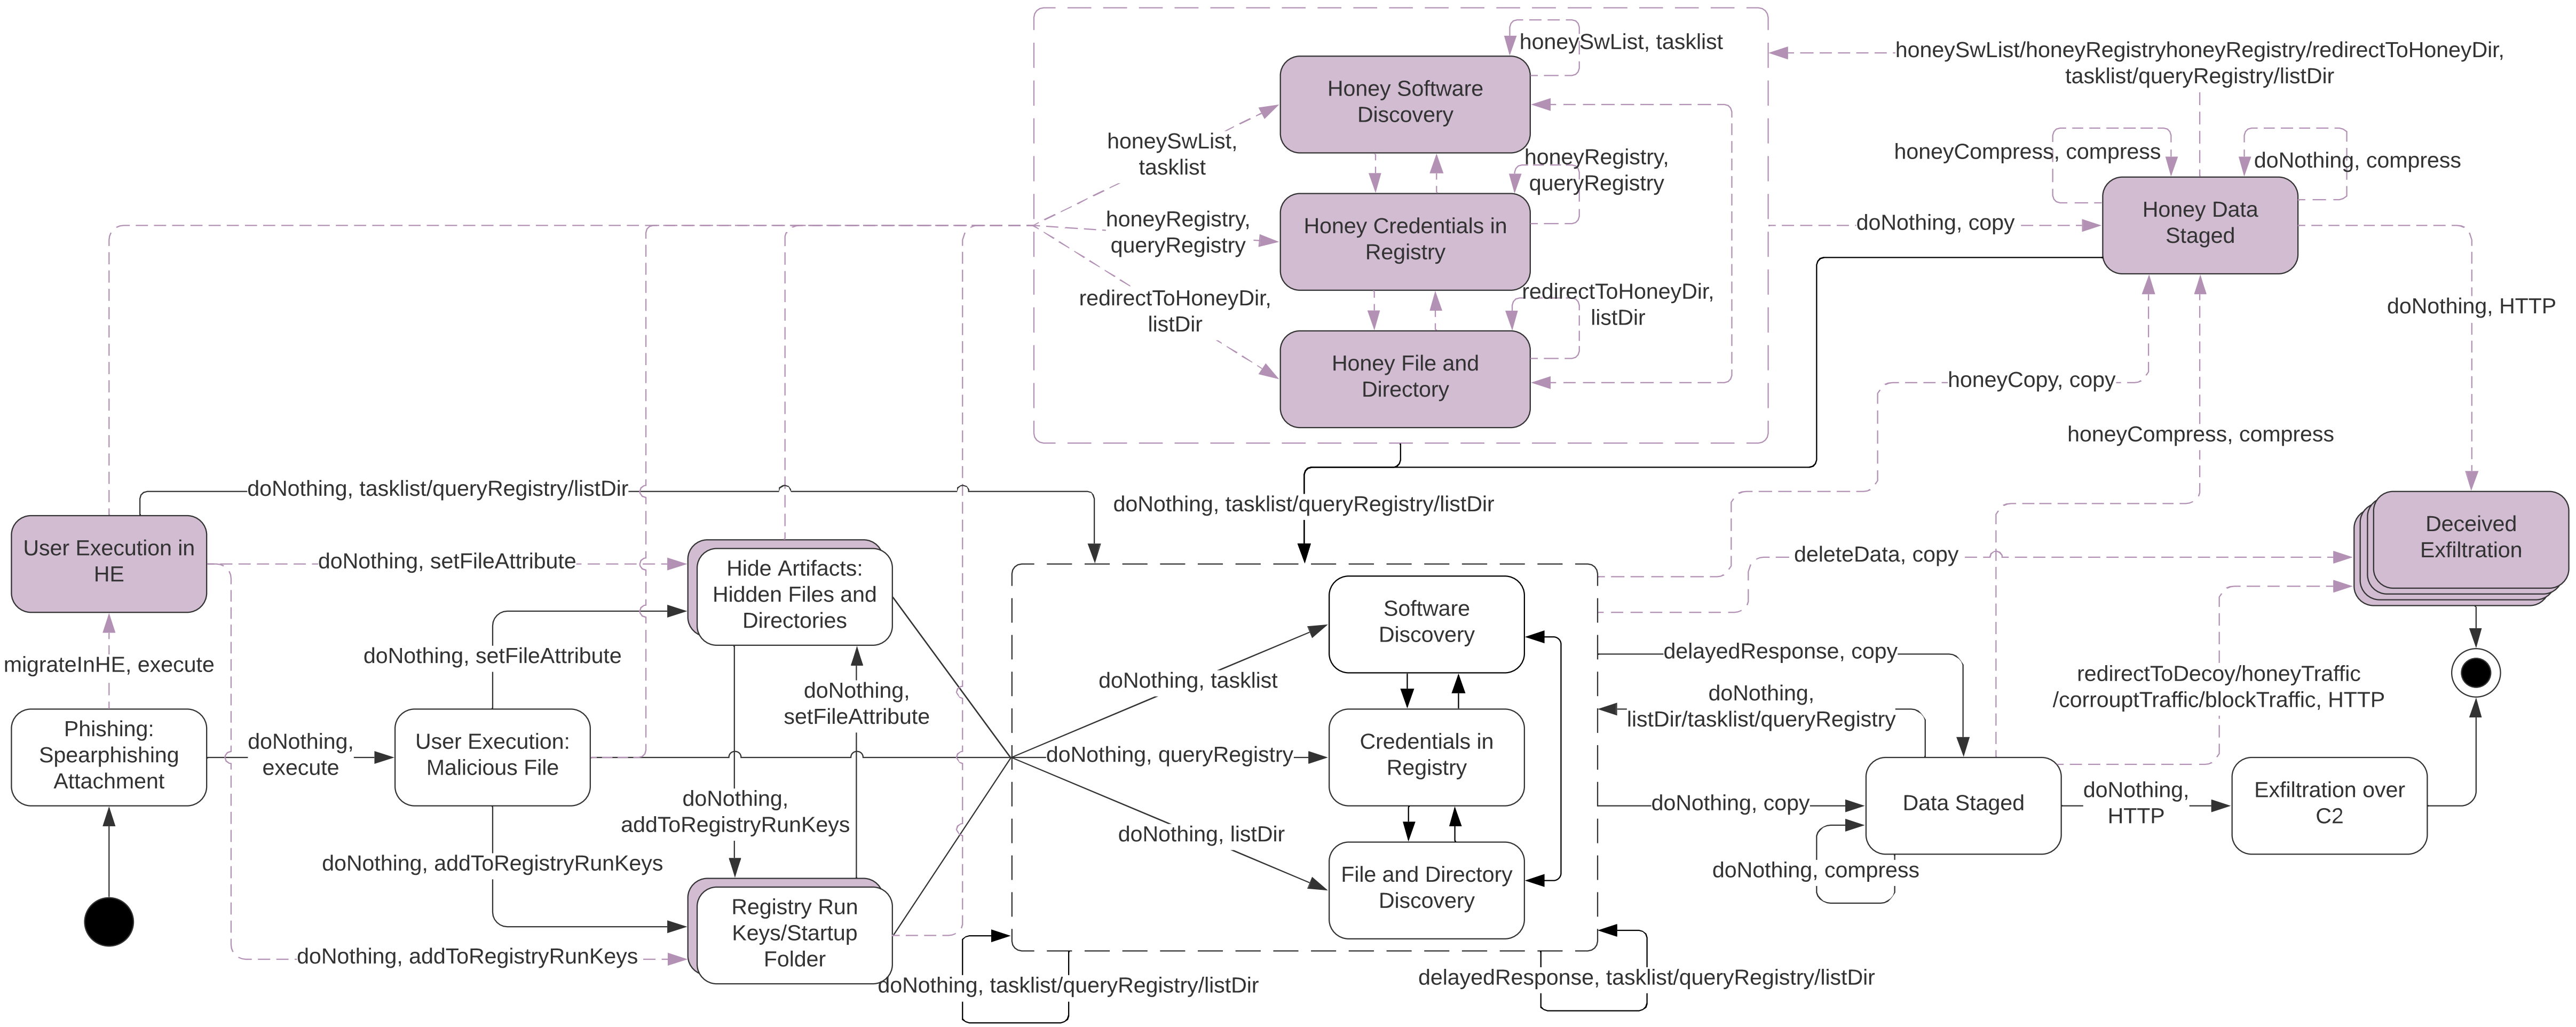 honeySwList, tasklist
honeySwList/honeyRegistryhoneyRegistry/redirectToHoneyDir,
tasklist/queryRegistry/listDir
Honey Software
Discovery
honeySwList,
tasklist
honeyRegistry,
queryRegistry
honeyCompress, compress
doNothing, compress
honeyRegistry,
queryRegistry
Honey Credentials in
Registry
doNothing, copy
Honey Data
Staged
redirectToHoneyDir,
listDir
redirectToHoneyDir,
listDir
doNothing, HTTP
Honey File and
Directory
honeyCopy, copy
honeyCompress, compress
doNothing, tasklist/queryRegistry/listDir
doNothing, tasklist/queryRegistry/listDir
Deceived
Exfiltration
User Execution in
HE
doNothing, setFileAttribute
Hide Artifacts:
Hidden Files and
Directories
deleteData, copy
Software
Discovery
migrateInHE, execute
doNothing, setFileAttribute
doNothing,
setFileAttribute
doNothing, tasklist
delayedResponse, copy
redirectToDecoy/honeyTraffic
/corrouptTraffic/blockTraffic, HTTP
doNothing,
listDir/tasklist/queryRegistry
Phishing:
Spearphishing
Attachment
doNothing,
execute
User Execution:
Malicious File
doNothing, queryRegistry
Credentials in
Registry
doNothing,
addToRegistryRunKeys
doNothing, copy
Data Staged
doNothing,
HTTP
Exfiltration over
C2
doNothing, listDir
doNothing, addToRegistryRunKeys
File and Directory
Discovery
doNothing, compress
Registry Run
Keys/Startup
Folder
doNothing, addToRegistryRunKeys
doNothing, tasklist/queryRegistry/listDir
delayedResponse, tasklist/queryRegistry/listDir